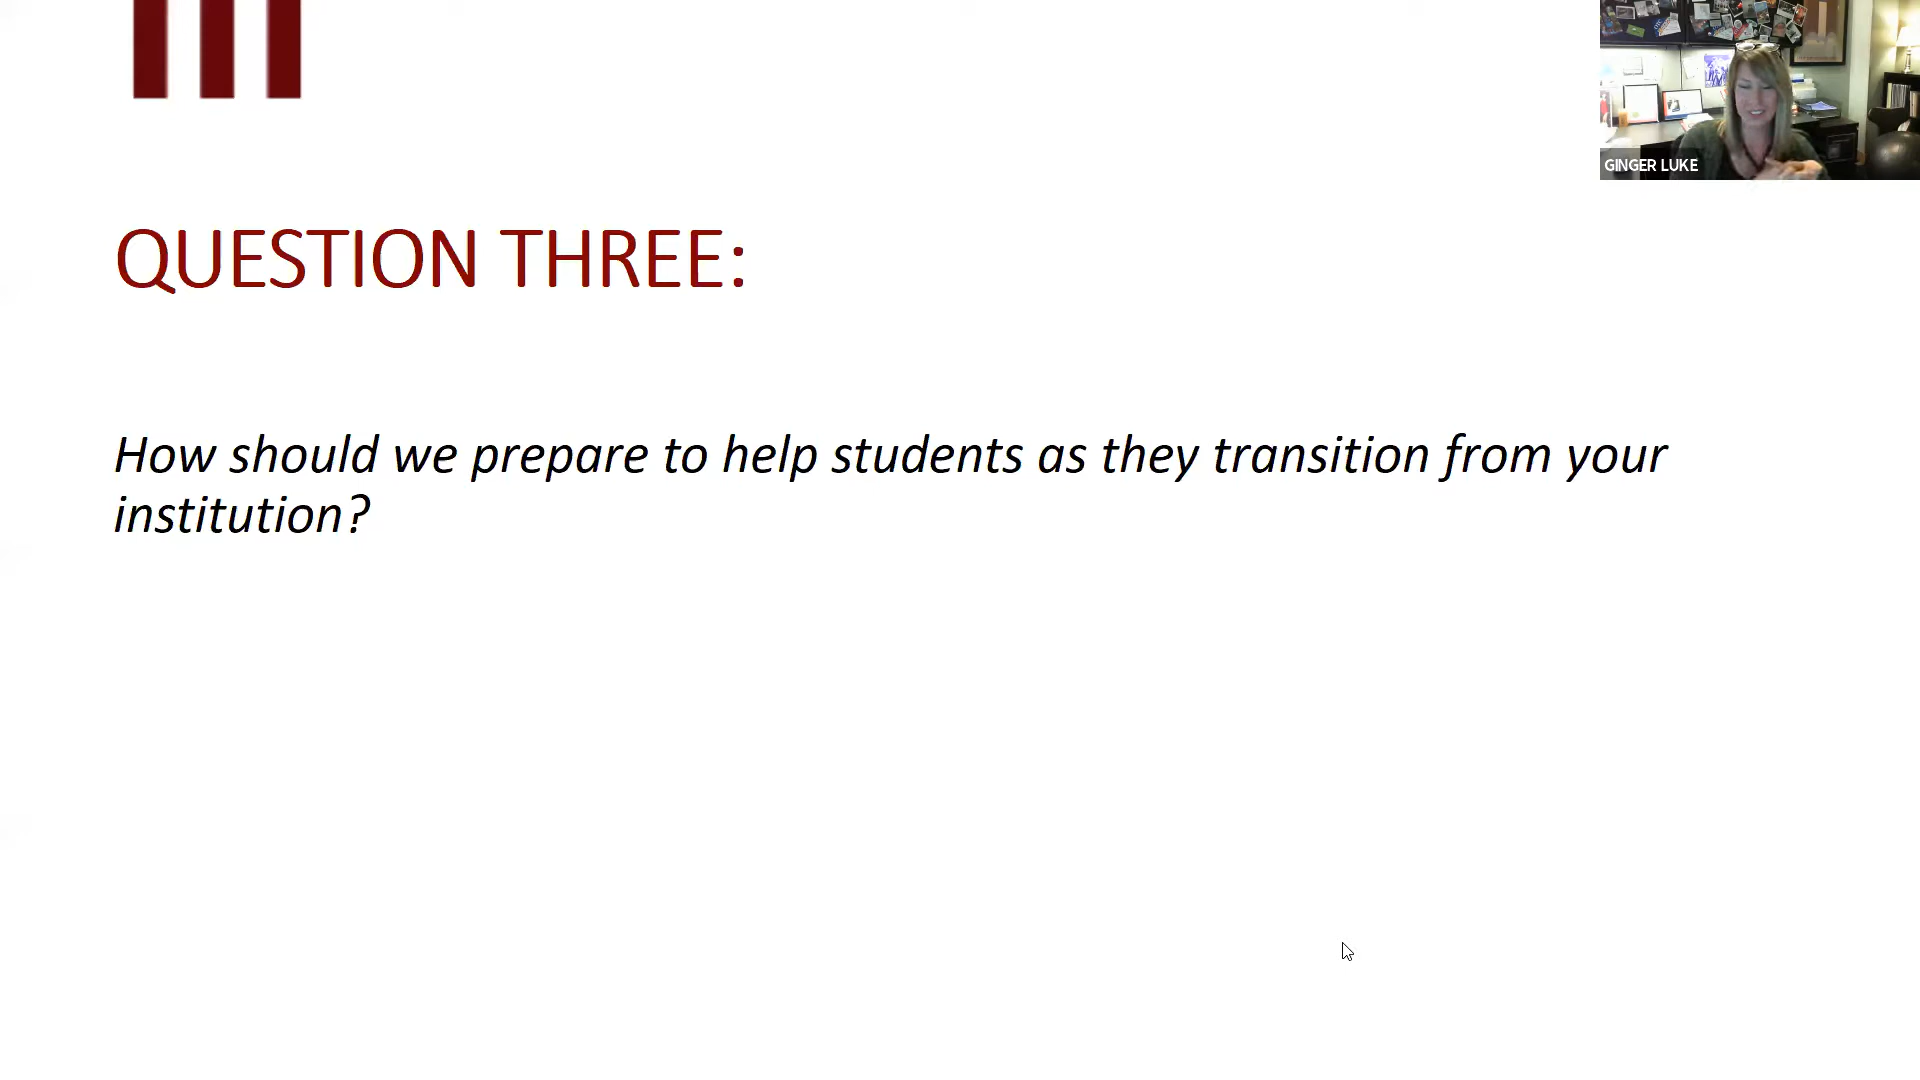 GINGER LUKE
QUESTION THREE:
How should we prepare to help students as they transition from your
institution?